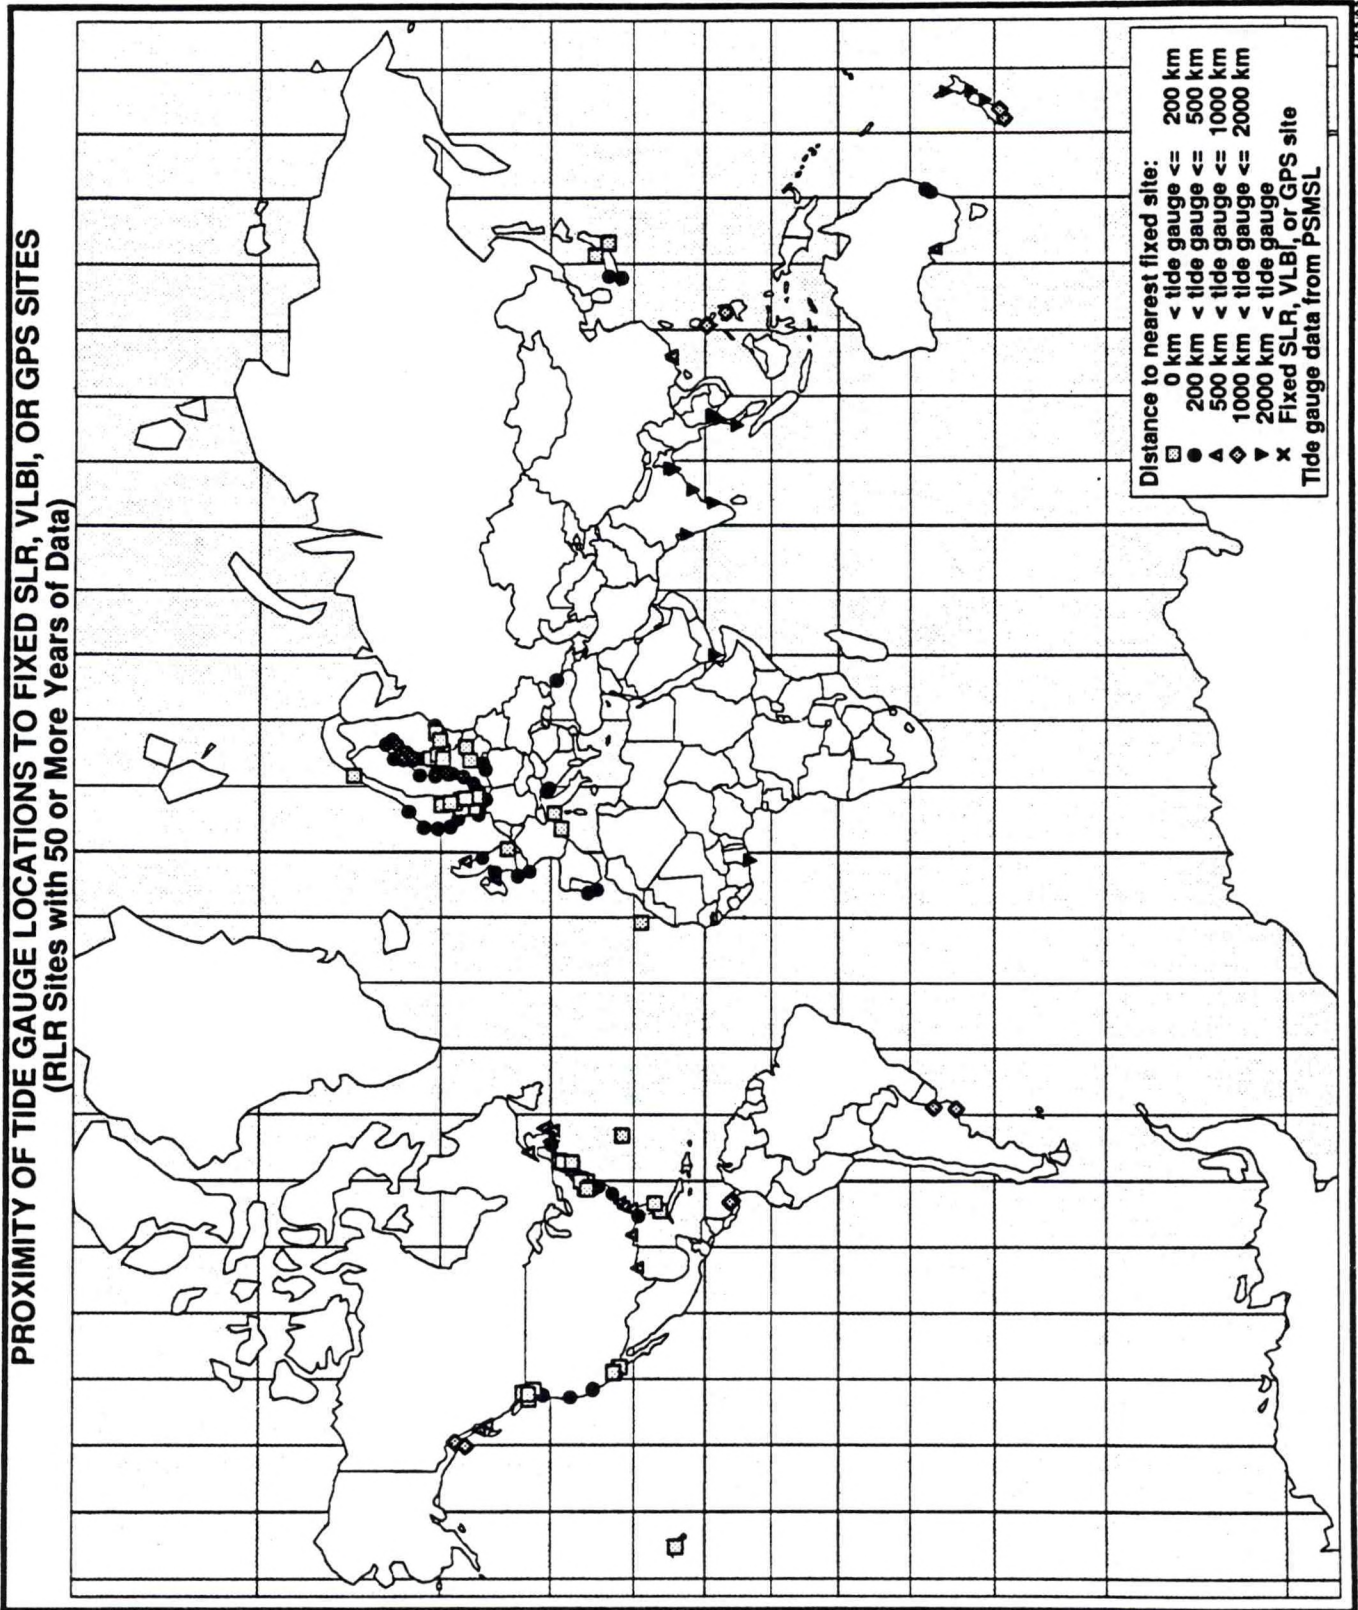 PROXIMITY OF TIDE GAUGE LOCATIONS TO FIXED SLR, VLBI, OR GPS SITES
(RLR Sites with 50 or More Years of Data)
Distance to nearest fixed site:
0 km < tide gauge <= 200 km
200 km < tide gauge <= 500 km
500 km < tide gauge <= 1000 km
1000 km < tide gauge <= 2000 km
2000 km < tide gauge
Fixed SLR, VLBI, or GPS site
Tide gauge data from PSMSL